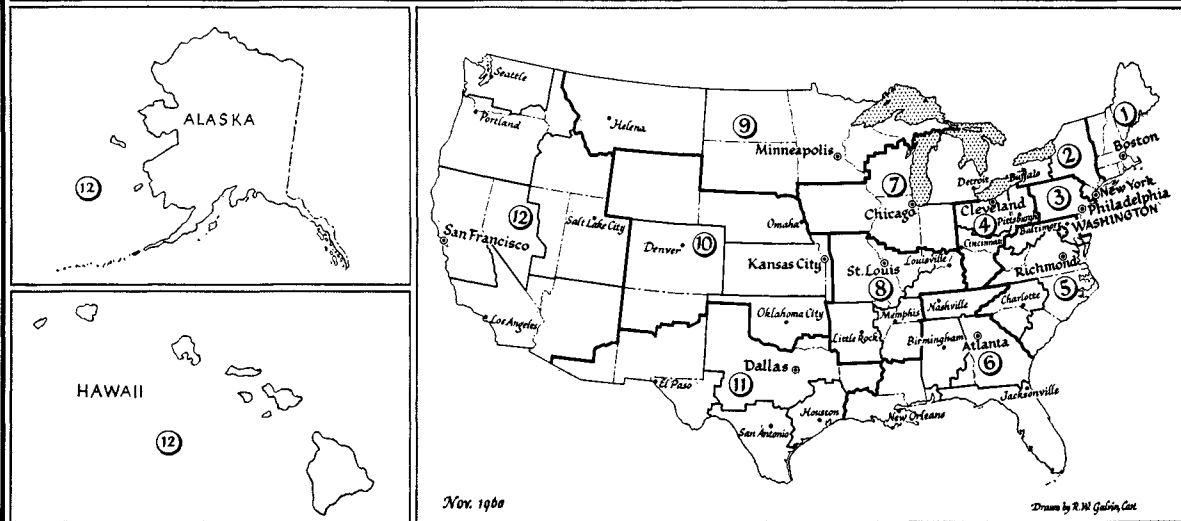 ALASKA
12
HAWAII
12
Seattle
Portland
Helena
9
Minneapolis
1
Boston
2
Detroit
Buffalo
7
Chicago
New York
3
Philadelphia
Cleveland
4
Pittsburgh
Baltimore
WASHINGTON
Cincinnati
12
Salt Lake City
San Francisco
Omaha
Denver
10
Kansas City
St. Louis
8
Louisville
Richmond
5
Los Angeles
Oklahoma City
Memphis
Nashville
Charlotte
Little Rock
Birmingham
Atlanta
6
Dallas
11
El Paso
Jacksonville
Houston
New Orleans
San Antonio
Nov. 1960
Drawn by R.W. Galvin, Cart